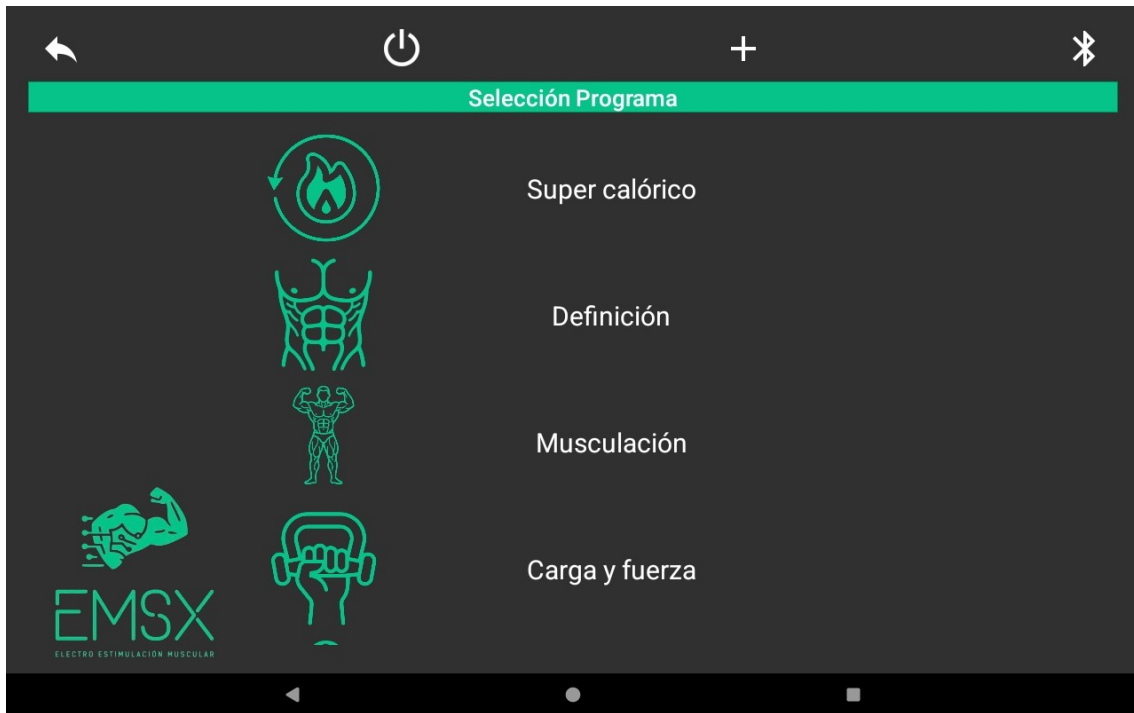 Selección Programa
Super calórico
Definición
Musculación
Carga y fuerza
EMSX
ELECTRO ESTIMULACIÓN MUSCULAR